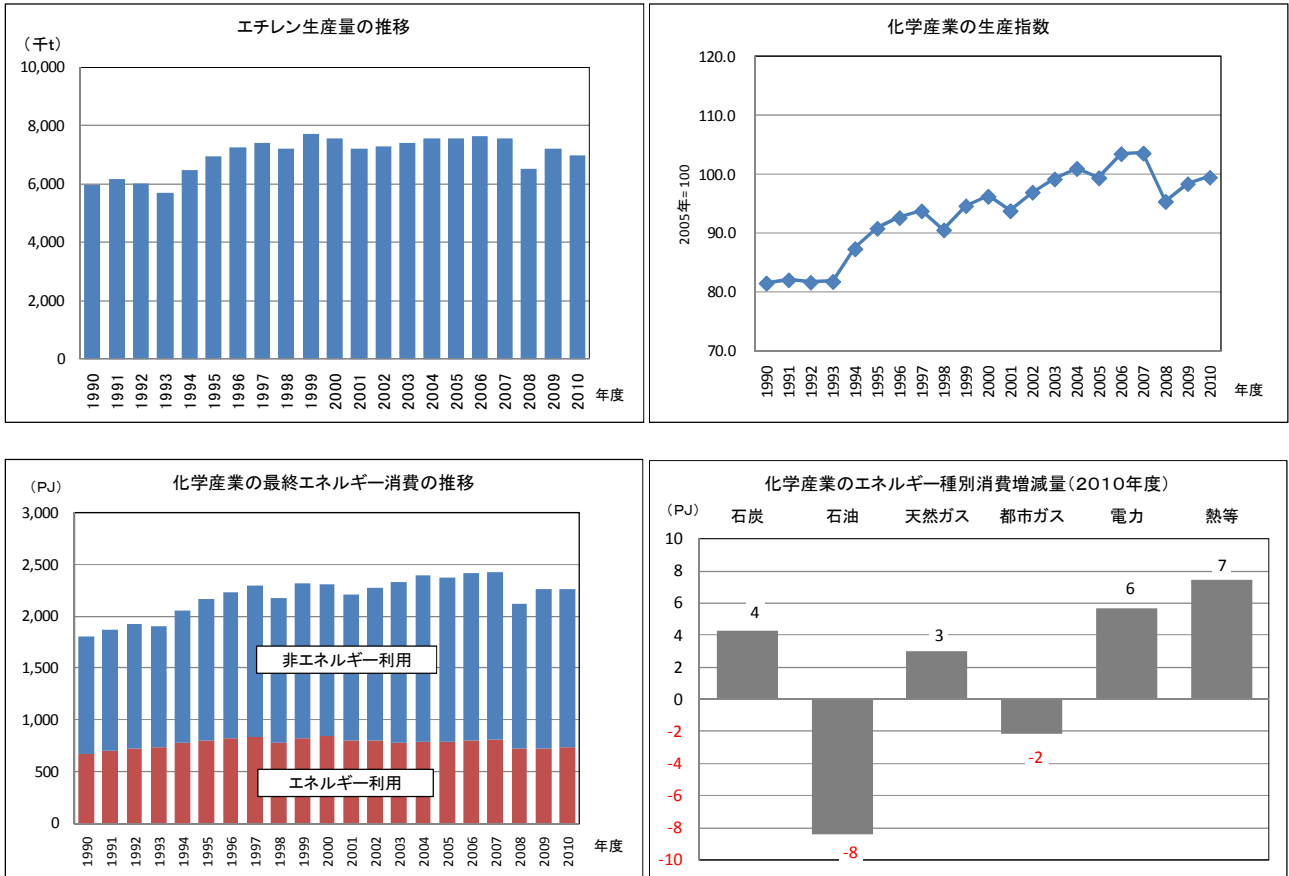 エチレン生産量の推移
（千t）
10,000
8,000
6,000
4,000
2,000
0
1990 1991 1992 1993 1994 1995 1996 1997 1998 1999 2000 2001 2002 2003 2004 2005 2006 2007 2008 2009 2010
年度
化学産業の生産指数
2005年＝100
120.0
110.0
100.0
90.0
80.0
70.0
1990 1991 1992 1993 1994 1995 1996 1997 1998 1999 2000 2001 2002 2003 2004 2005 2006 2007 2008 2009 2010
年度
化学産業の最終エネルギー消費の推移
（PJ）
3,000
2,500
2,000
1,500
1,000
500
0
非エネルギー利用
エネルギー利用
1990 1991 1992 1993 1994 1995 1996 1997 1998 1999 2000 2001 2002 2003 2004 2005 2006 2007 2008 2009 2010
年度
化学産業のエネルギー種別消費増減量（2010年度）
（PJ）
石炭 石油 天然ガス 都市ガス 電力 熱等
10
8
6
4
2
0
-2
-4
-6
-8
-10
4
-8
3
-2
6
7